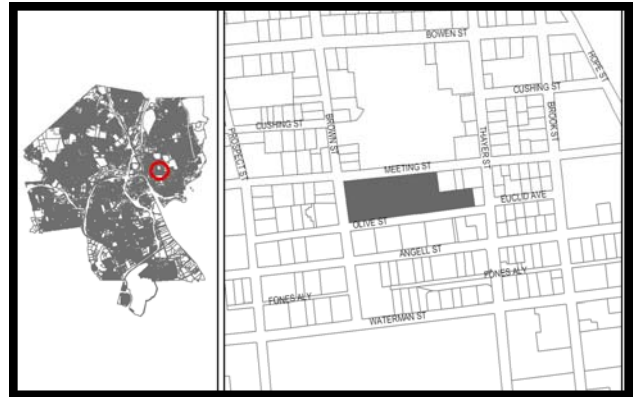 BOWEN ST
HOPE ST
CUSHING ST
CUSHING ST
PROSPECT ST
BROWN ST
THAYER ST
BROOK ST
MEETING ST
EUCLID AVE
OLIVE ST
ANGELL ST
FONES ALY
FONES ALY
WATERMAN ST